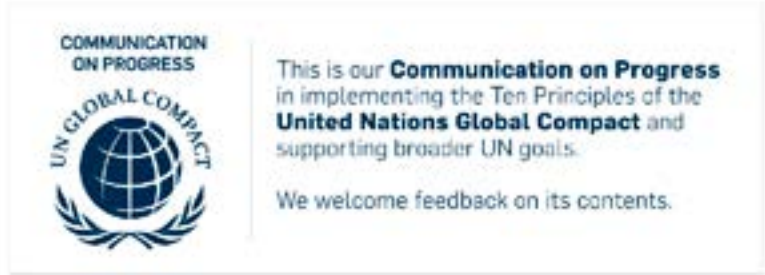 COMMUNICATION
ON PROGRESS
UN GLOBAL COMPACT
This is our Communication on Progress
in implementing the Ten Principles of the
United Nations Global Compact and
supporting broader UN goals.
We welcome feedback on its contents.